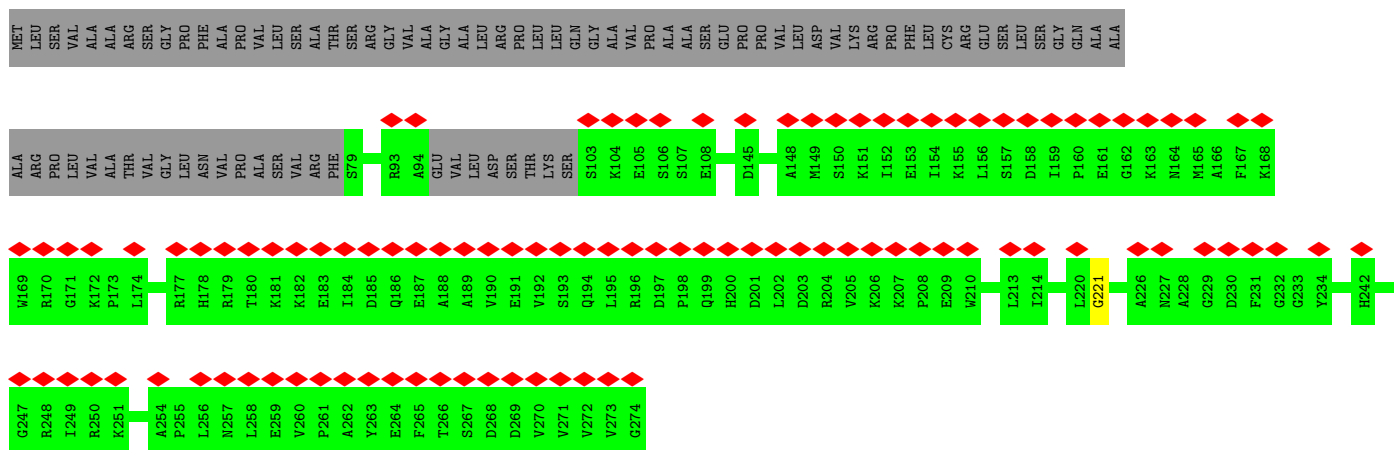 MET LEU SER VAL ALA ALA ARG SER GLY PRO PHE ALA PRO VAL LEU SER ALA THR SER ARG GLY VAL ALA GLY ALA LEU ARG PRO LEU LEU GLN GLY ALA VAL PRO ALA ALA SER GLU PRO PRO VAL LEU ASP VAL LYS ARG PRO PHE LEU CYS ARG GLU SER LEU SER GLY GLN ALA ALA
ALA ARG PRO LEU VAL ALA THR VAL GLY LEU ASN VAL PRO ALA SER VAL ARG PHE S79 R93 A94 GLU VAL LEU ASP SER THR LYS SER S103 K104 E105 S106 S107 E108 D145 A148 M149 S150 K151 I152 E153 I154 K155 L156 S157 D158 I159 P160 E161 G162 K163 N164 M165 A166 F167 K168
W169 R170 G171 K172 P173 L174 R177 H178 R179 T180 K181 K182 E183 I184 D185 Q186 E187 A188 A189 V190 E191 V192 S193 Q194 L195 R196 D197 P198 Q199 H200 D201 L202 D203 R204 V205 K206 K207 P208 E209 W210 L213 I214 L220 G221 A226 N227 A228 G229 D230 F231 G232 G233 Y234 H242
G247 R248 I249 R250 K251 A254 P255 L256 N257 L258 E259 V260 P261 A262 Y263 E264 F265 T266 S267 D268 D269 V270 V271 V272 V273 G274